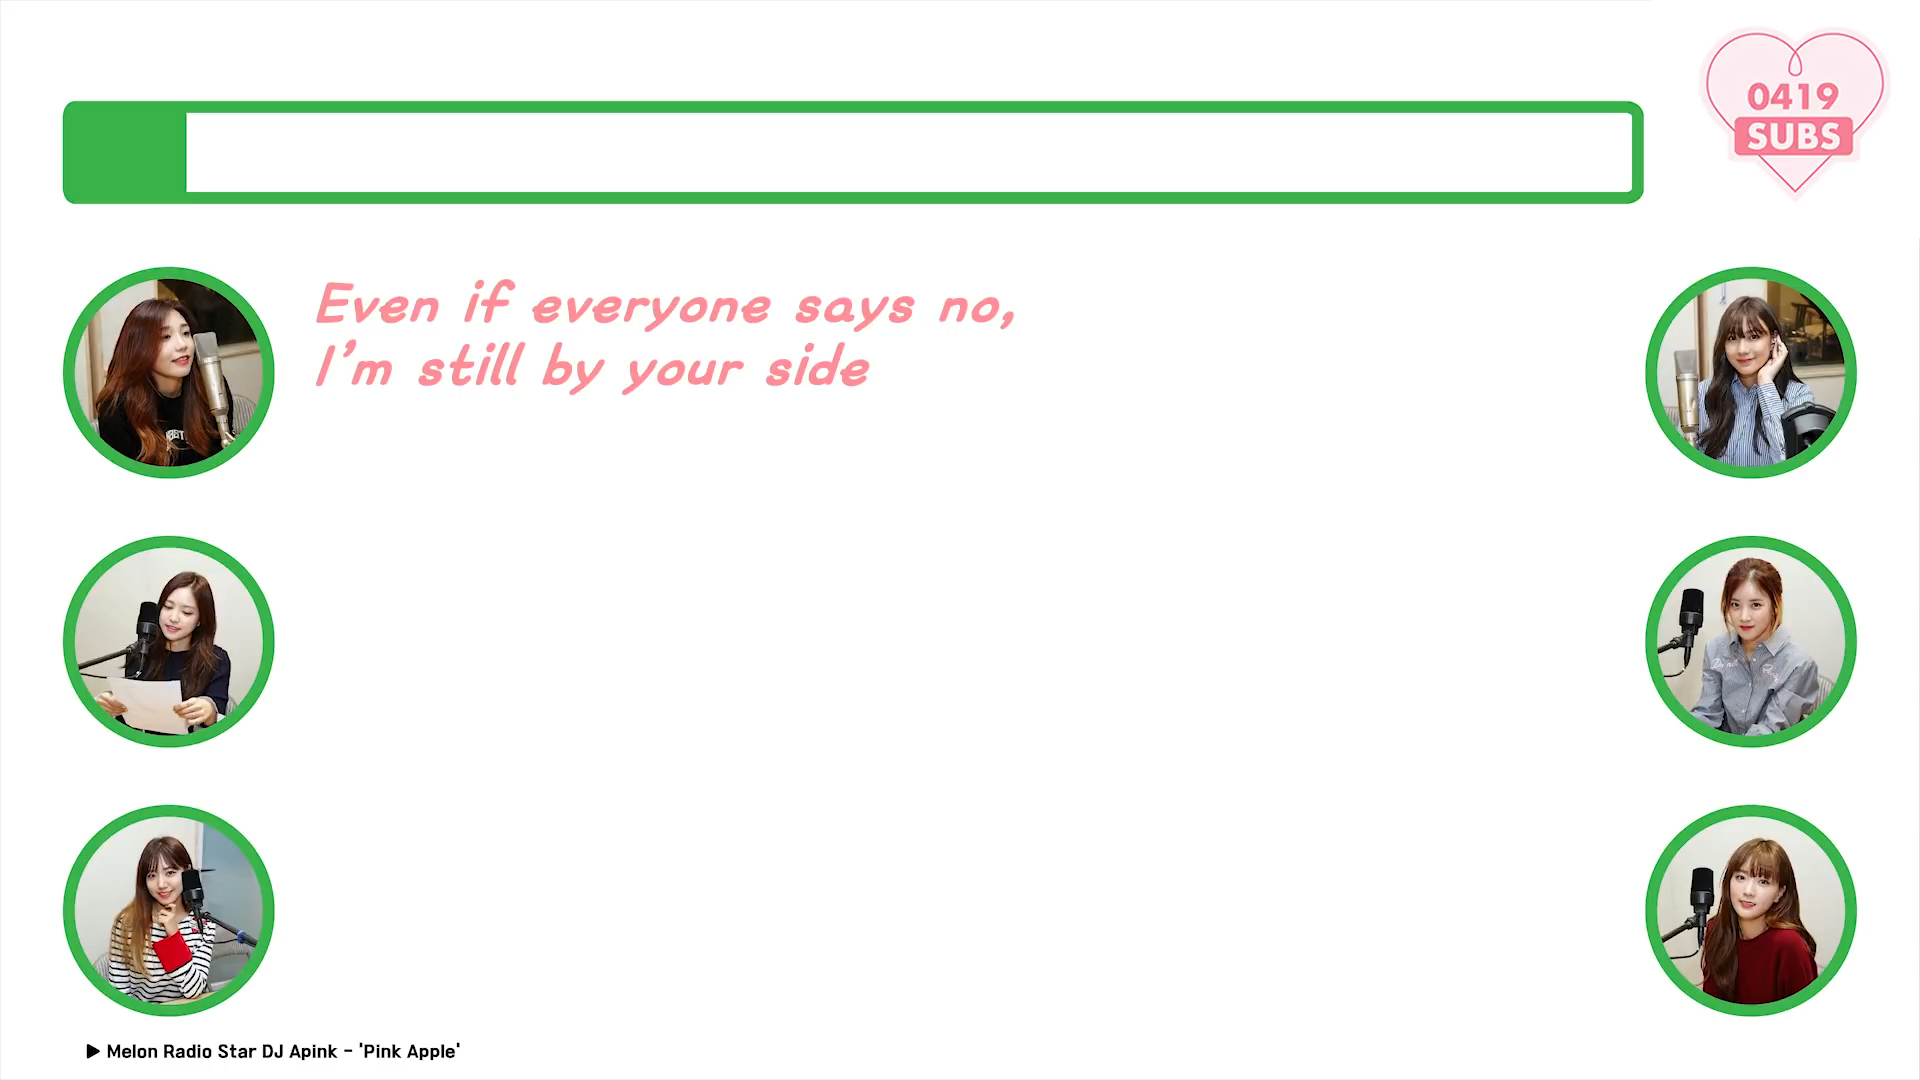 0419
SUBS
Even if everyone says no,
I'm still by your side
▶ Melon Radio Star DJ Apink - 'Pink Apple'